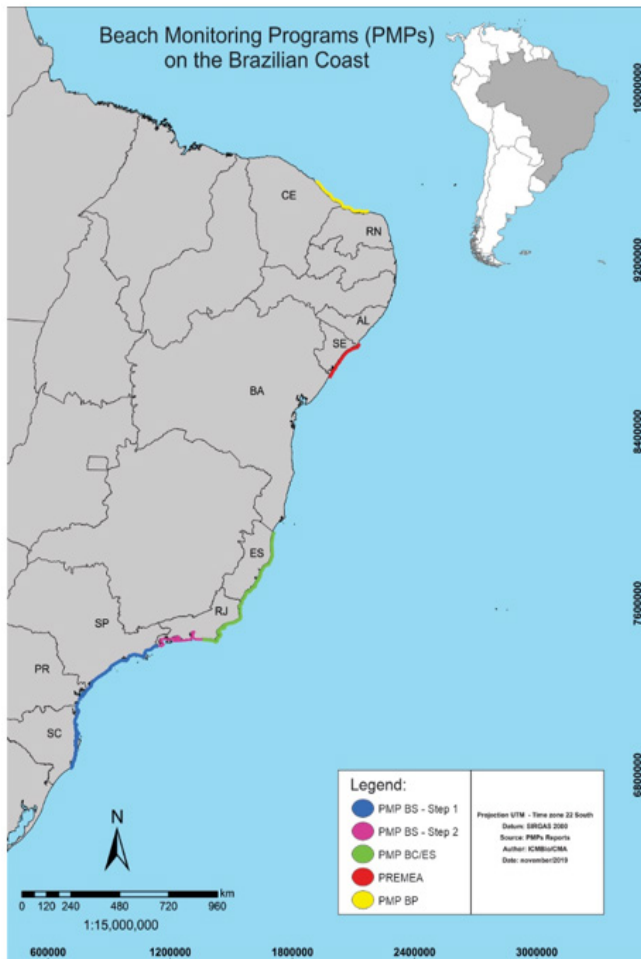 Beach Monitoring Programs (PMPs)
on the Brazilian Coast
CE
RN
AL
SE
BA
ES
RJ
SP
PR
SC
10000000
9200000
8400000
7600000
6800000
Legend:
PMP BS - Step 1
PMP BS - Step 2
PMP BC/ES
PREMEA
PMP BP
Projection UTM - Time zone 22 South
Datum: SIRGAS 2000
Source: PMPs Reports
Author: ICMBio/CMA
Date: november/2019
N
km
0 120 240 480 720 960
1:15,000,000
600000 1200000 1800000 2400000 3000000